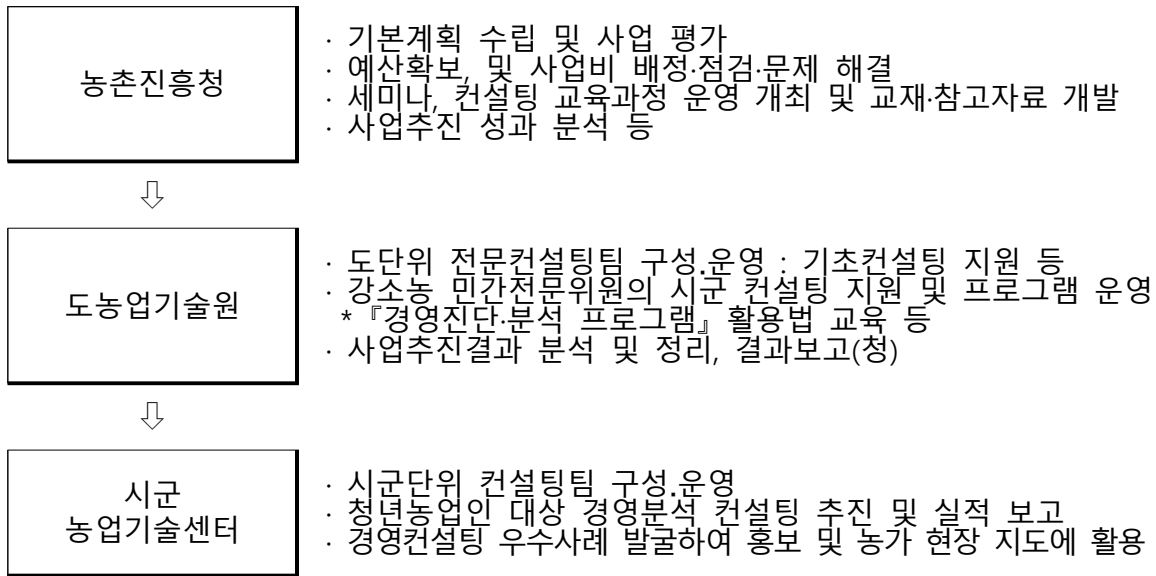 농촌진흥청
· 기본계획 수립 및 사업 평가
· 예산확보, 및 사업비 배정·점검·문제 해결
· 세미나, 컨설팅 교육과정 운영 개최 및 교재·참고자료 개발
· 사업추진 성과 분석 등
⇩
도농업기술원
· 도단위 전문컨설팅팀 구성.운영 : 기초컨설팅 지원 등
· 강소농 민간전문위원의 시군 컨설팅 지원 및 프로그램 운영
*『경영진단·분석 프로그램』활용법 교육 등
· 사업추진결과 분석 및 정리, 결과보고(청)
⇩
시군
농업기술센터
· 시군단위 컨설팅팀 구성.운영
· 청년농업인 대상 경영분석 컨설팅 추진 및 실적 보고
· 경영컨설팅 우수사례 발굴하여 홍보 및 농가 현장 지도에 활용